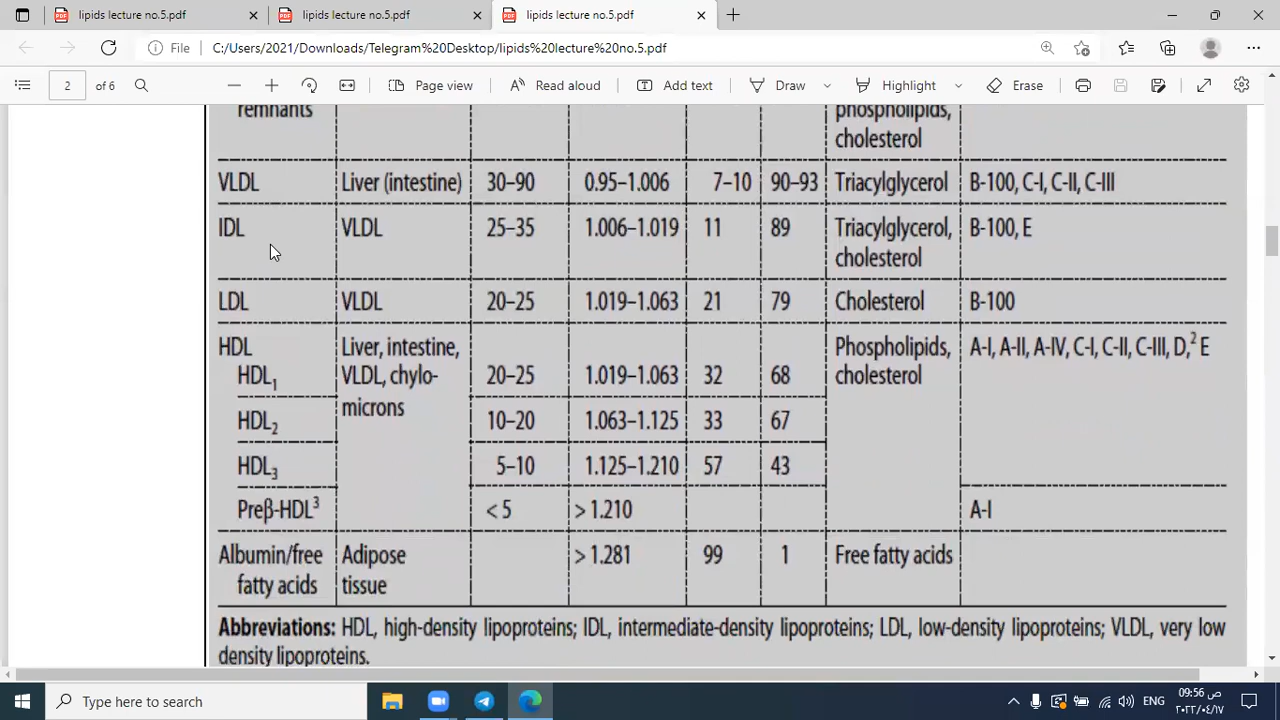 lipids lecture no.5.pdf
lipids lecture no.5.pdf
lipids lecture no.5.pdf
File C:/Users/2021/Downloads/Telegram%20Desktop/lipids%20lecture%20no.5.pdf
2 of 6 Page view Read aloud Add text Draw Highlight Erase
remnants phospholipids,
cholesterol
VLDL Liver (intestine) 30–90 0.95–1.006 7–10 90–93 Triacylglycerol B-100, C-I, C-II, C-III
IDL VLDL 25–35 1.006–1.019 11 89 Triacylglycerol, B-100, E
cholesterol
LDL VLDL 20–25 1.019–1.063 21 79 Cholesterol B-100
HDL Liver, intestine, Phospholipids, A-I, A-II, A-IV, C-I, C-II, C-III, D,² E
HDL₁ VLDL, chylo- 20–25 1.019–1.063 32 68 cholesterol
microns
HDL₂ 10–20 1.063–1.125 33 67
HDL₃ 5–10 1.125–1.210 57 43
Preβ-HDL³ < 5 > 1.210 A-I
Albumin/free Adipose > 1.281 99 1 Free fatty acids
fatty acids tissue
Abbreviations: HDL, high-density lipoproteins; IDL, intermediate-density lipoproteins; LDL, low-density lipoproteins; VLDL, very low
density lipoproteins.
Type here to search
ENG
09:56 ص
٢٠٢٢/٠٤/١٧